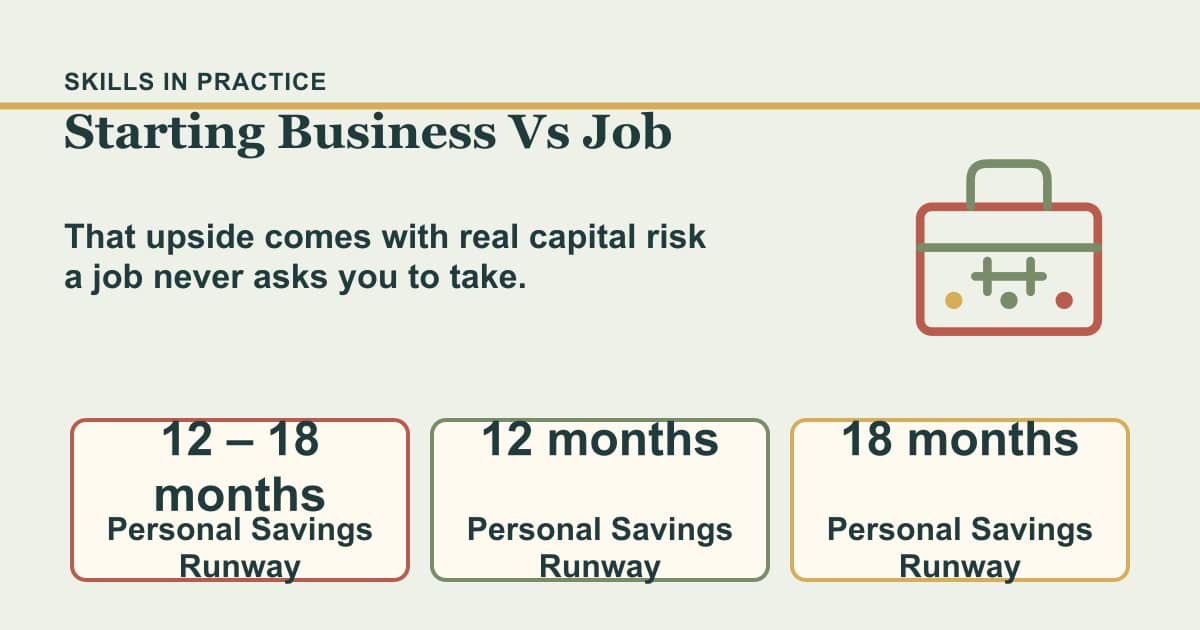 SKILLS IN PRACTICE
Starting Business Vs Job
That upside comes with real capital risk
a job never asks you to take.
12 – 18
months
Personal Savings
Runway
12 months
Personal Savings
Runway
18 months
Personal Savings
Runway